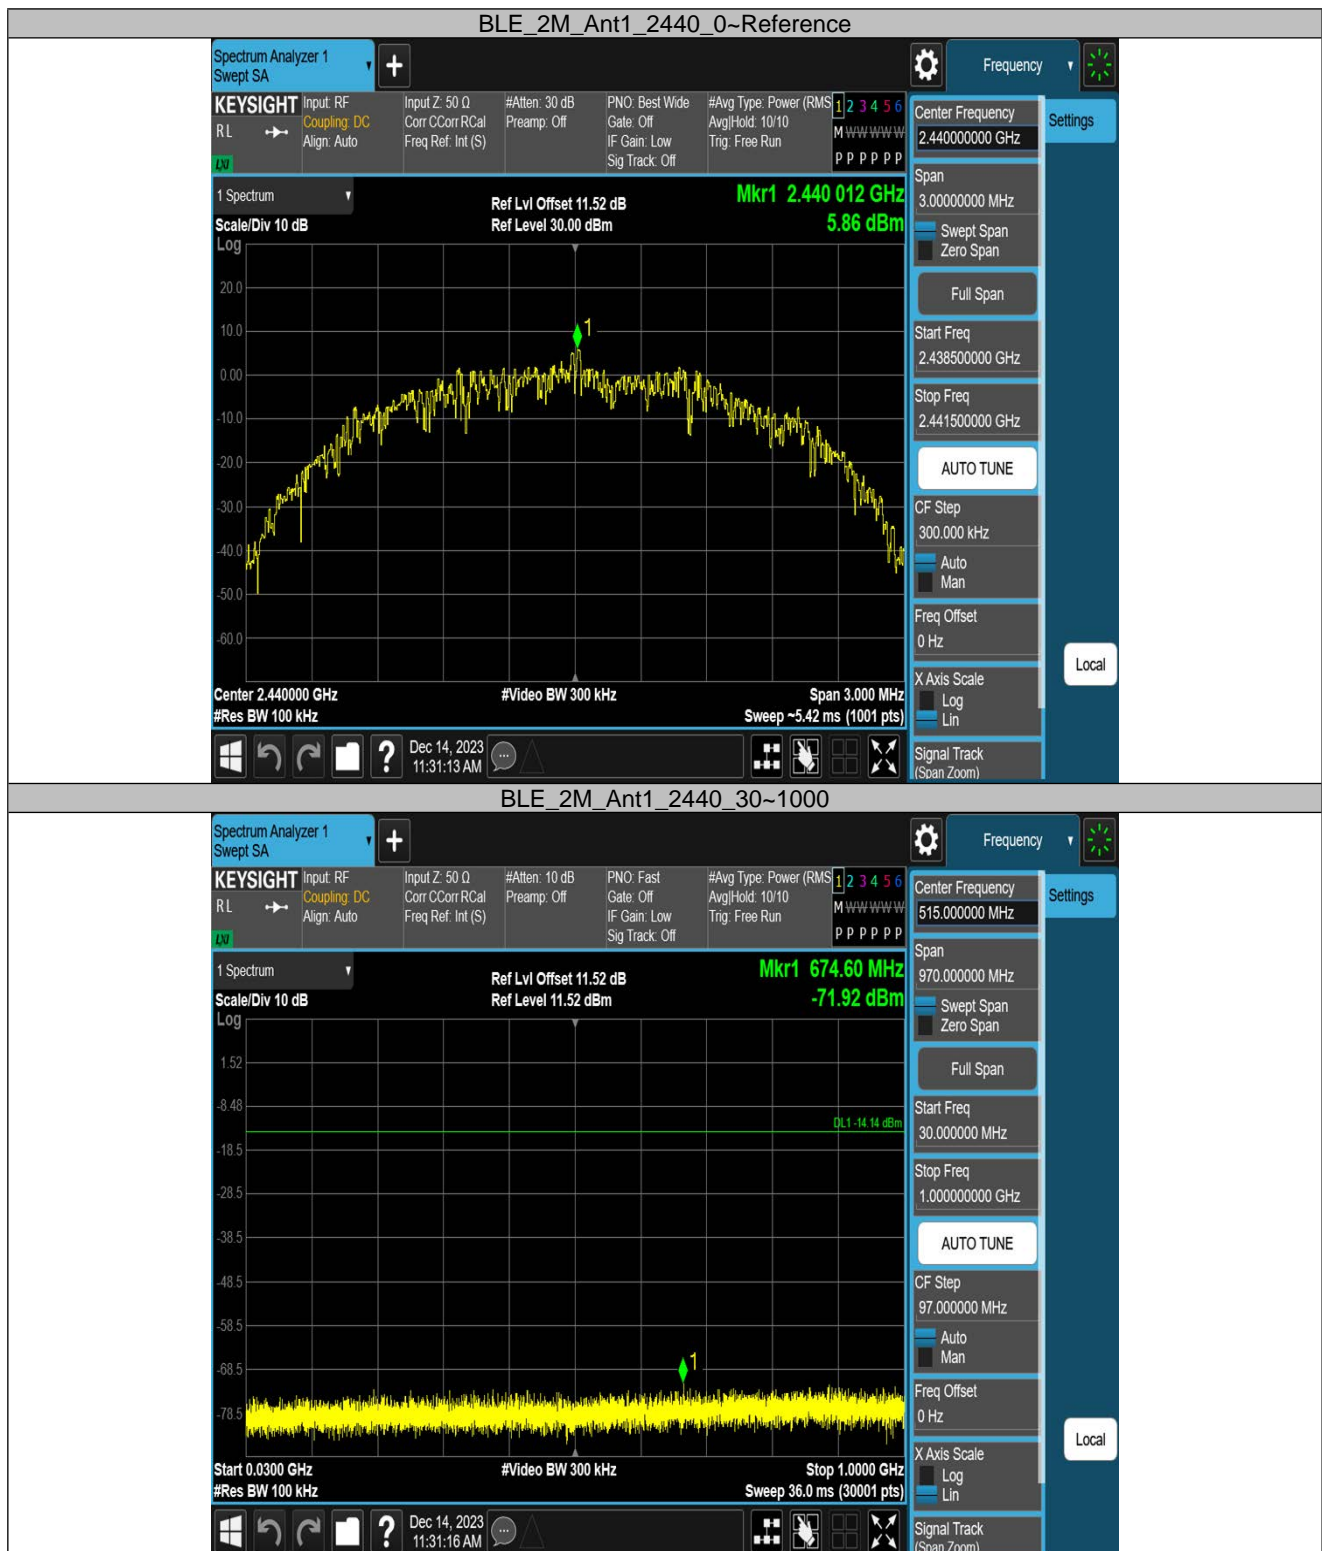 BLE_2M_Ant1_2440_0~Reference
Spectrum Analyzer 1
Swept SA
+
Frequency
KEYSIGHT
RL
LXI
Input: RF
Coupling: DC
Align: Auto
Input Z: 50 Ω
Corr CCorr RCal
Freq Ref: Int (S)
#Atten: 30 dB
Preamp: Off
PNO: Best Wide
Gate: Off
IF Gain: Low
Sig Track: Off
#Avg Type: Power (RMS
Avg|Hold: 10/10
Trig: Free Run
1 2 3 4 5 6
M W W W W W
P P P P P P
Settings
1 Spectrum
Scale/Div 10 dB
Ref Lvl Offset 11.52 dB
Ref Level 30.00 dBm
Mkr1 2.440 012 GHz
5.86 dBm
Log
20.0
10.0
0.00
-10.0
-20.0
-30.0
-40.0
-50.0
-60.0
1
Center 2.440000 GHz
#Video BW 300 kHz
Span 3.000 MHz
#Res BW 100 kHz
Sweep ~5.42 ms (1001 pts)
Center Frequency
2.440000000 GHz
Span
3.00000000 MHz
Swept Span
Zero Span
Full Span
Start Freq
2.438500000 GHz
Stop Freq
2.441500000 GHz
AUTO TUNE
CF Step
300.000 kHz
Auto
Man
Freq Offset
0 Hz
X Axis Scale
Log
Lin
Signal Track
(Span Zoom)
Local
?
Dec 14, 2023
11:31:13 AM
BLE_2M_Ant1_2440_30~1000
Spectrum Analyzer 1
Swept SA
+
Frequency
KEYSIGHT
RL
LXI
Input: RF
Coupling: DC
Align: Auto
Input Z: 50 Ω
Corr CCorr RCal
Freq Ref: Int (S)
#Atten: 10 dB
Preamp: Off
PNO: Fast
Gate: Off
IF Gain: Low
Sig Track: Off
#Avg Type: Power (RMS
Avg|Hold: 10/10
Trig: Free Run
1 2 3 4 5 6
M W W W W W
P P P P P P
Settings
1 Spectrum
Scale/Div 10 dB
Ref Lvl Offset 11.52 dB
Ref Level 11.52 dBm
Mkr1 674.60 MHz
-71.92 dBm
Log
1.52
-8.48
-18.5
-28.5
-38.5
-48.5
-58.5
-68.5
-78.5
DL1 -14.14 dBm
1
Start 0.0300 GHz
#Video BW 300 kHz
Stop 1.0000 GHz
#Res BW 100 kHz
Sweep 36.0 ms (30001 pts)
Center Frequency
515.000000 MHz
Span
970.000000 MHz
Swept Span
Zero Span
Full Span
Start Freq
30.000000 MHz
Stop Freq
1.000000000 GHz
AUTO TUNE
CF Step
97.000000 MHz
Auto
Man
Freq Offset
0 Hz
X Axis Scale
Log
Lin
Signal Track
(Span Zoom)
Local
?
Dec 14, 2023
11:31:16 AM